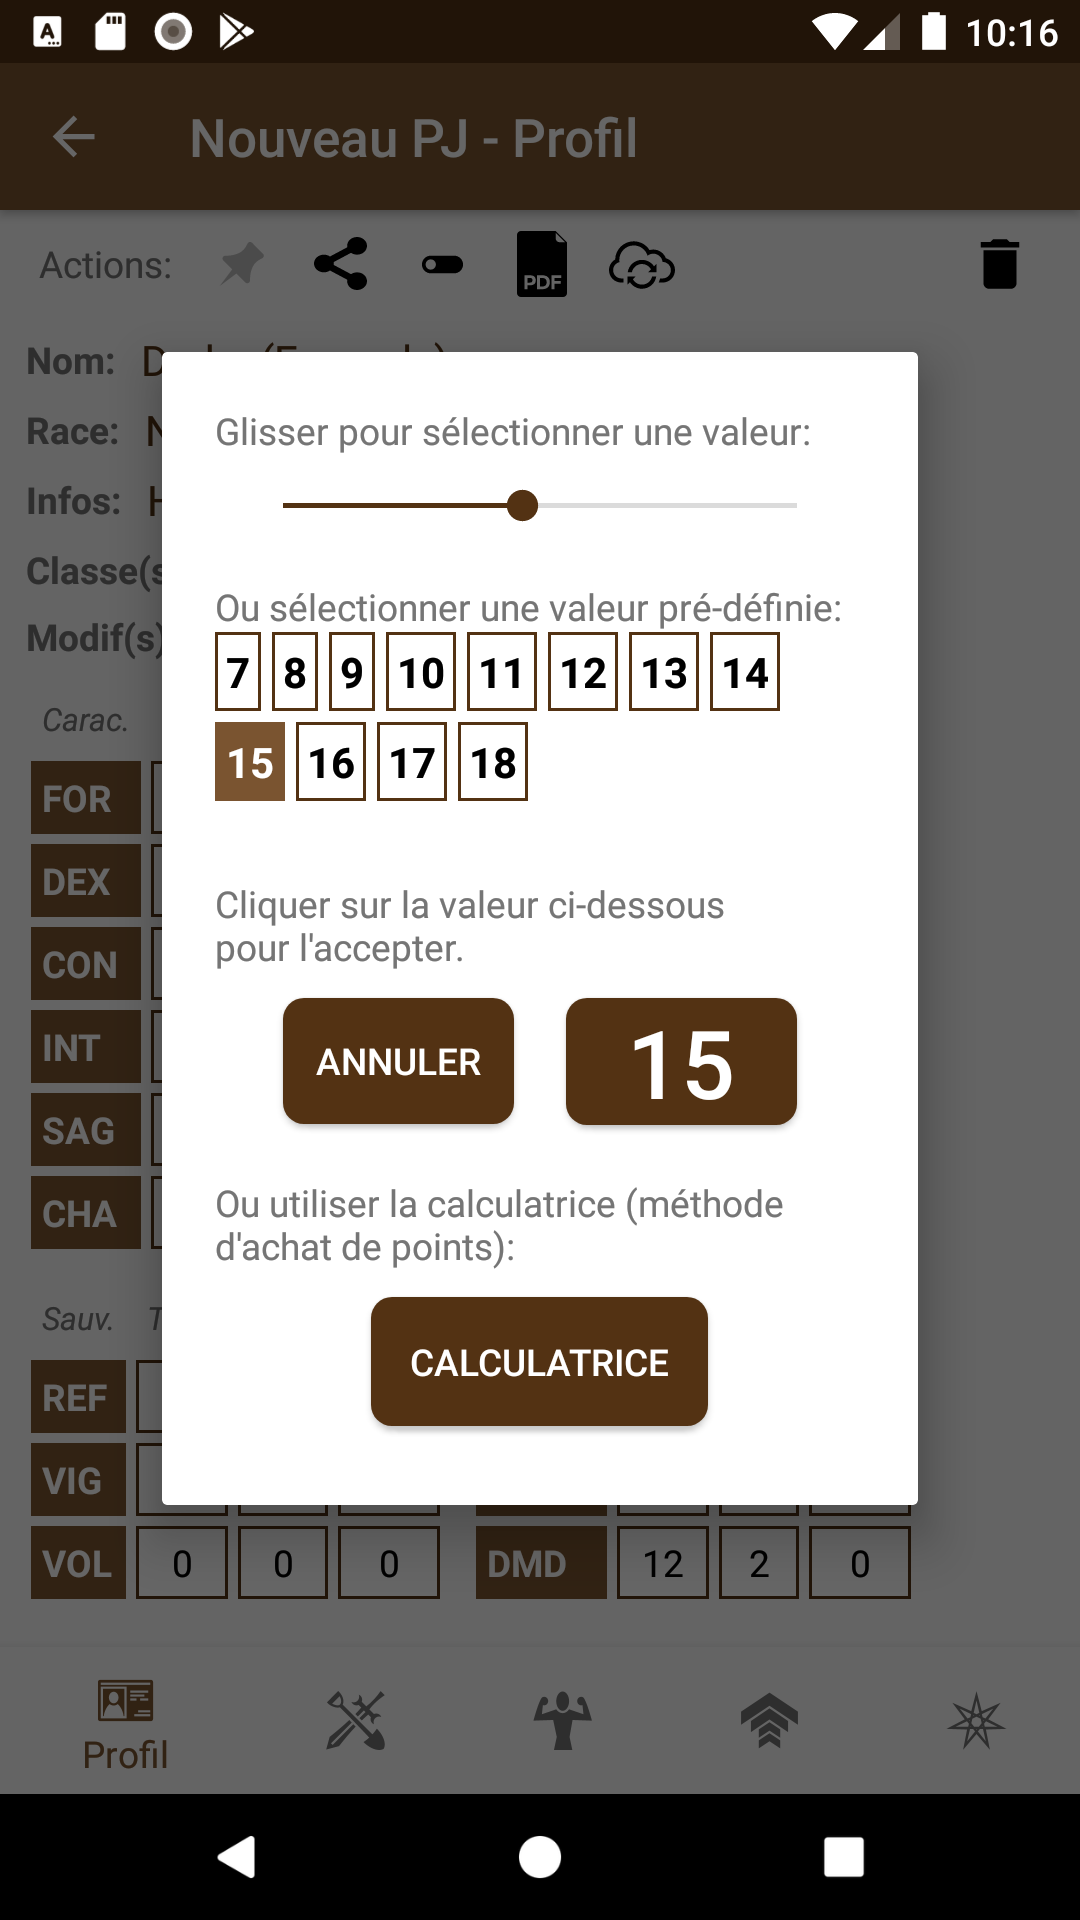 10:16
Nouveau PJ - Profil
Actions:
PDF
Nom:
Race:
Infos:
Modif(s)
Glisser pour sélectionner une valeur:
Ou sélectionner une valeur pré-définie:
7 8 9 10 11 12 13 14
15 16 17 18
Cliquer sur la valeur ci-dessous
pour l'accepter.
ANNULER 15
Ou utiliser la calculatrice (méthode
d'achat de points):
CALCULATRICE
Carac.
FOR
DEX
CON
INT
SAG
CHA
Sauv.
REF
VIG
VOL 0 0 0 DMD 12 2 0
Profil